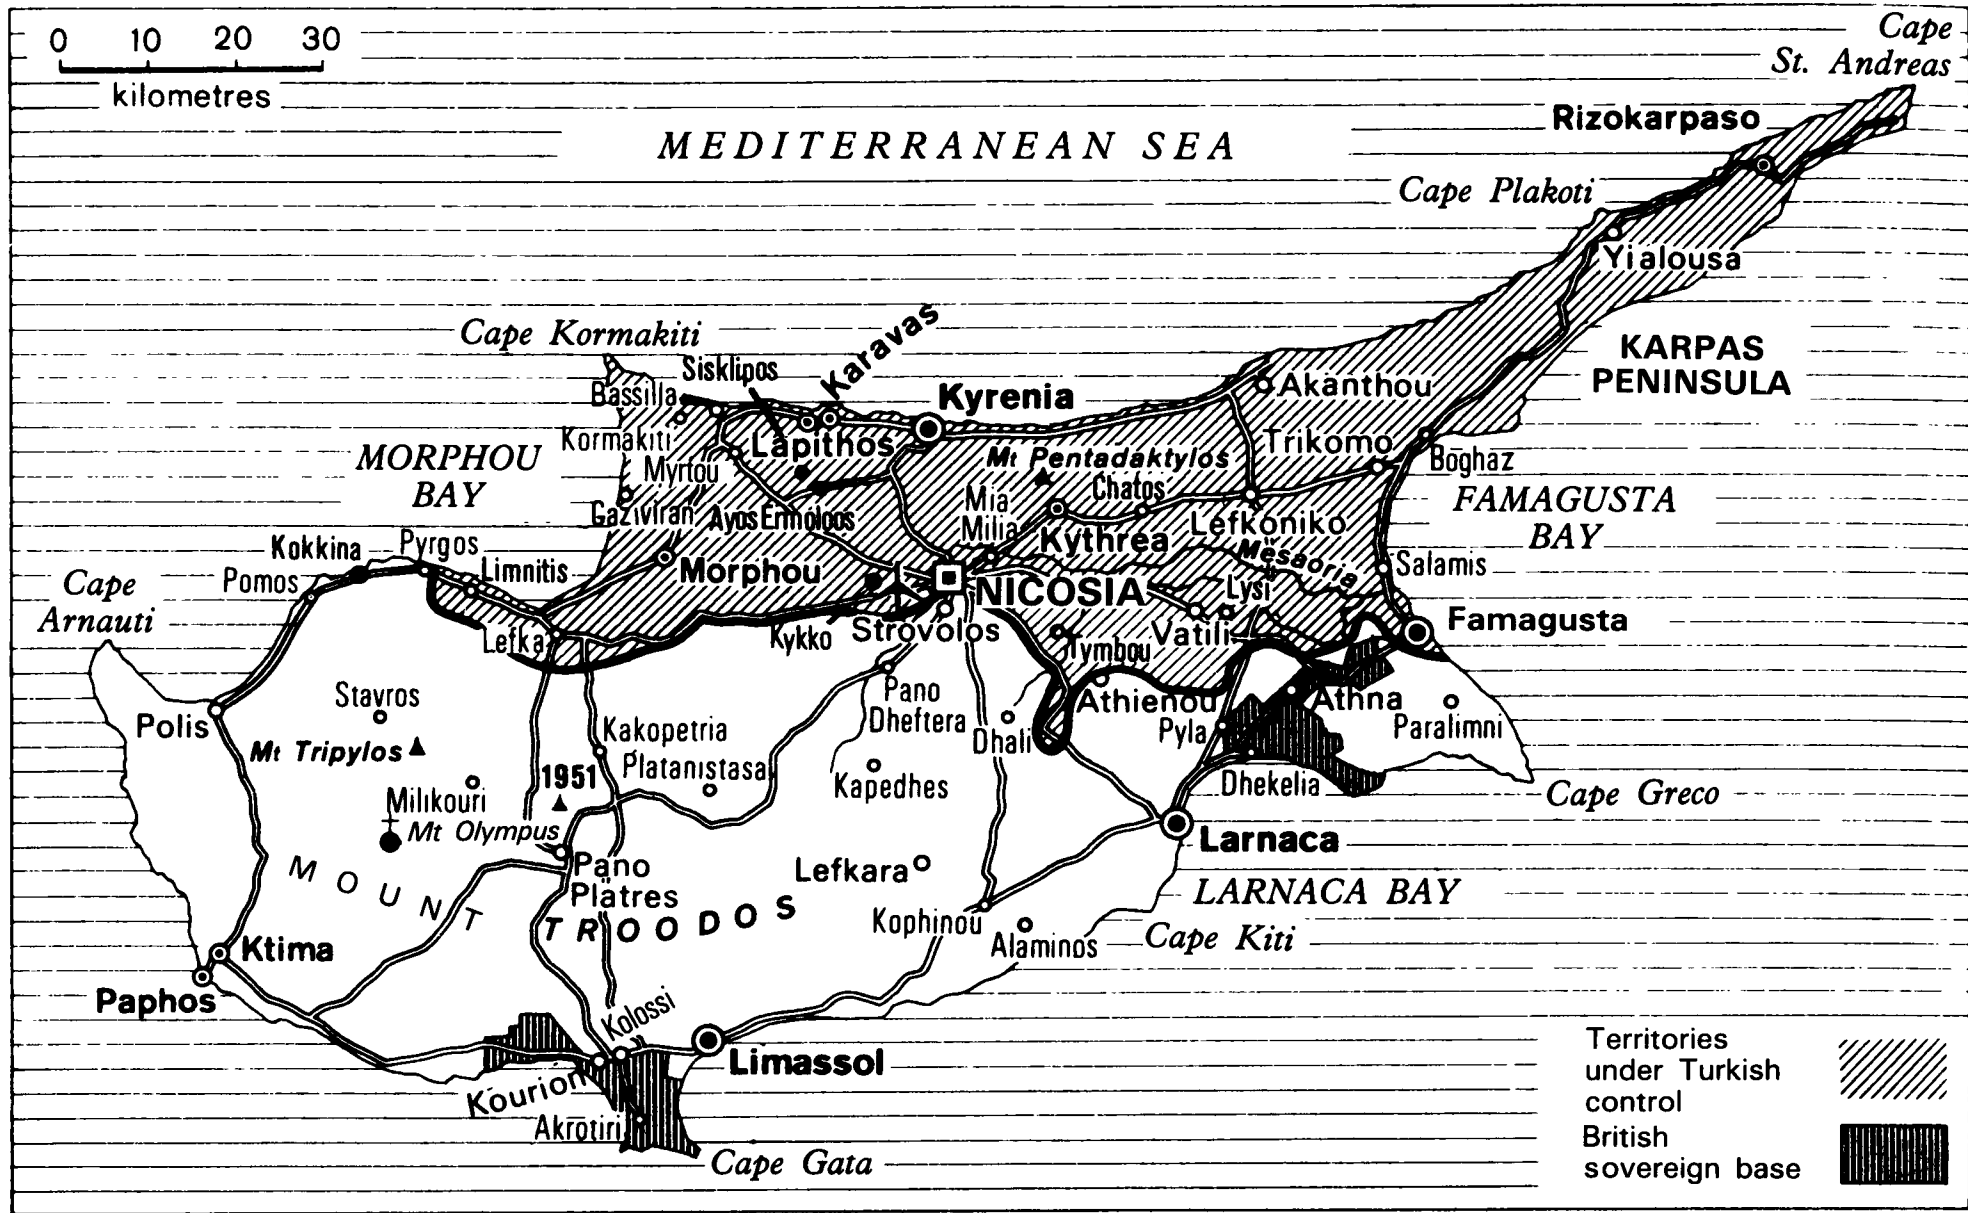 0 10 20 30
kilometres
Cape
St. Andreas
Rizokarpaso
MEDITERRANEAN SEA
Cape Plakoti
Yialousa
Cape Kormakiti
Karavas
KARPAS
PENINSULA
Sisklipos
Bassilla
Kyrenia
Akanthou
Kormakiti
Lapithos
Trikomo
Boghaz
MORPHOU
BAY
Myrtou
Mt Pentadaktylos
Chatos
Mia
Milia
FAMAGUSTA
BAY
Gaziviran
Ayos Ermoloos
Lefkoniko
Kythrea
Mesaoria
Kokkina
Pyrgos
Limnitis
Morphou
Salamis
Cape
Arnauti
Pomos
NICOSIA
Lysi
Famagusta
Lefka
Kykko
Strovolos
Vatili
Tymbou
Stavros
Pano
Dheftera
Athienou
Athna
Polis
Mt Tripylos
Kakopetria
Dhali
Pyla
Paralimni
1951
Platanistasa
Kapedhes
Dhekelia
Cape Greco
Milikouri
Mt Olympus
Larnaca
MOUNT
Pano
Platres
Lefkara
LARNACA BAY
TROODOS
Kophinou
Alaminos
Cape Kiti
Ktima
Paphos
Kolossi
Limassol
Kourion
Akrotiri
Cape Gata
Territories
under Turkish
control
British
sovereign base